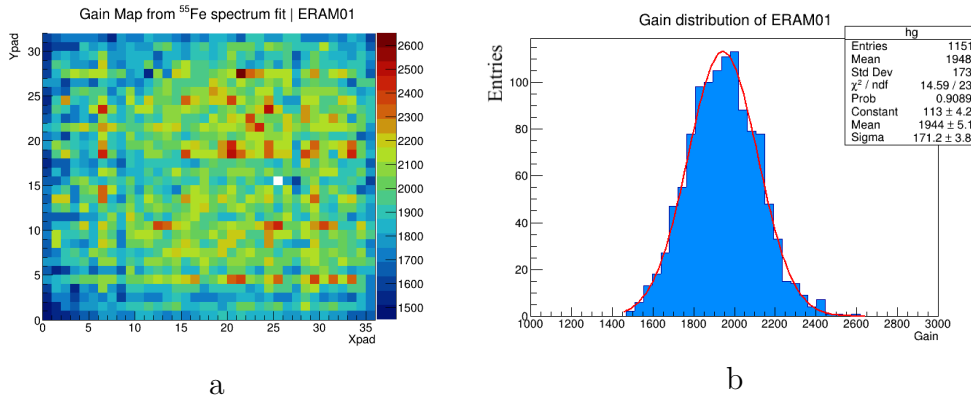 Gain Map from ⁵⁵Fe spectrum fit | ERAM01
Ypad
30
25
20
15
10
5
0
0 5 10 15 20 25 30 35
Xpad
2600
2500
2400
2300
2200
2100
2000
1900
1800
1700
1600
1500
a
Gain distribution of ERAM01
Entries
100
80
60
40
20
0
1000 1200 1400 1600 1800 2000 2200 2400 2600 2800 3000
Gain
hg
Entries 1151
Mean 1948
Std Dev 173
χ² / ndf 14.59 / 23
Prob 0.9089
Constant 113 ± 4.2
Mean 1944 ± 5.1
Sigma 171.2 ± 3.8
b